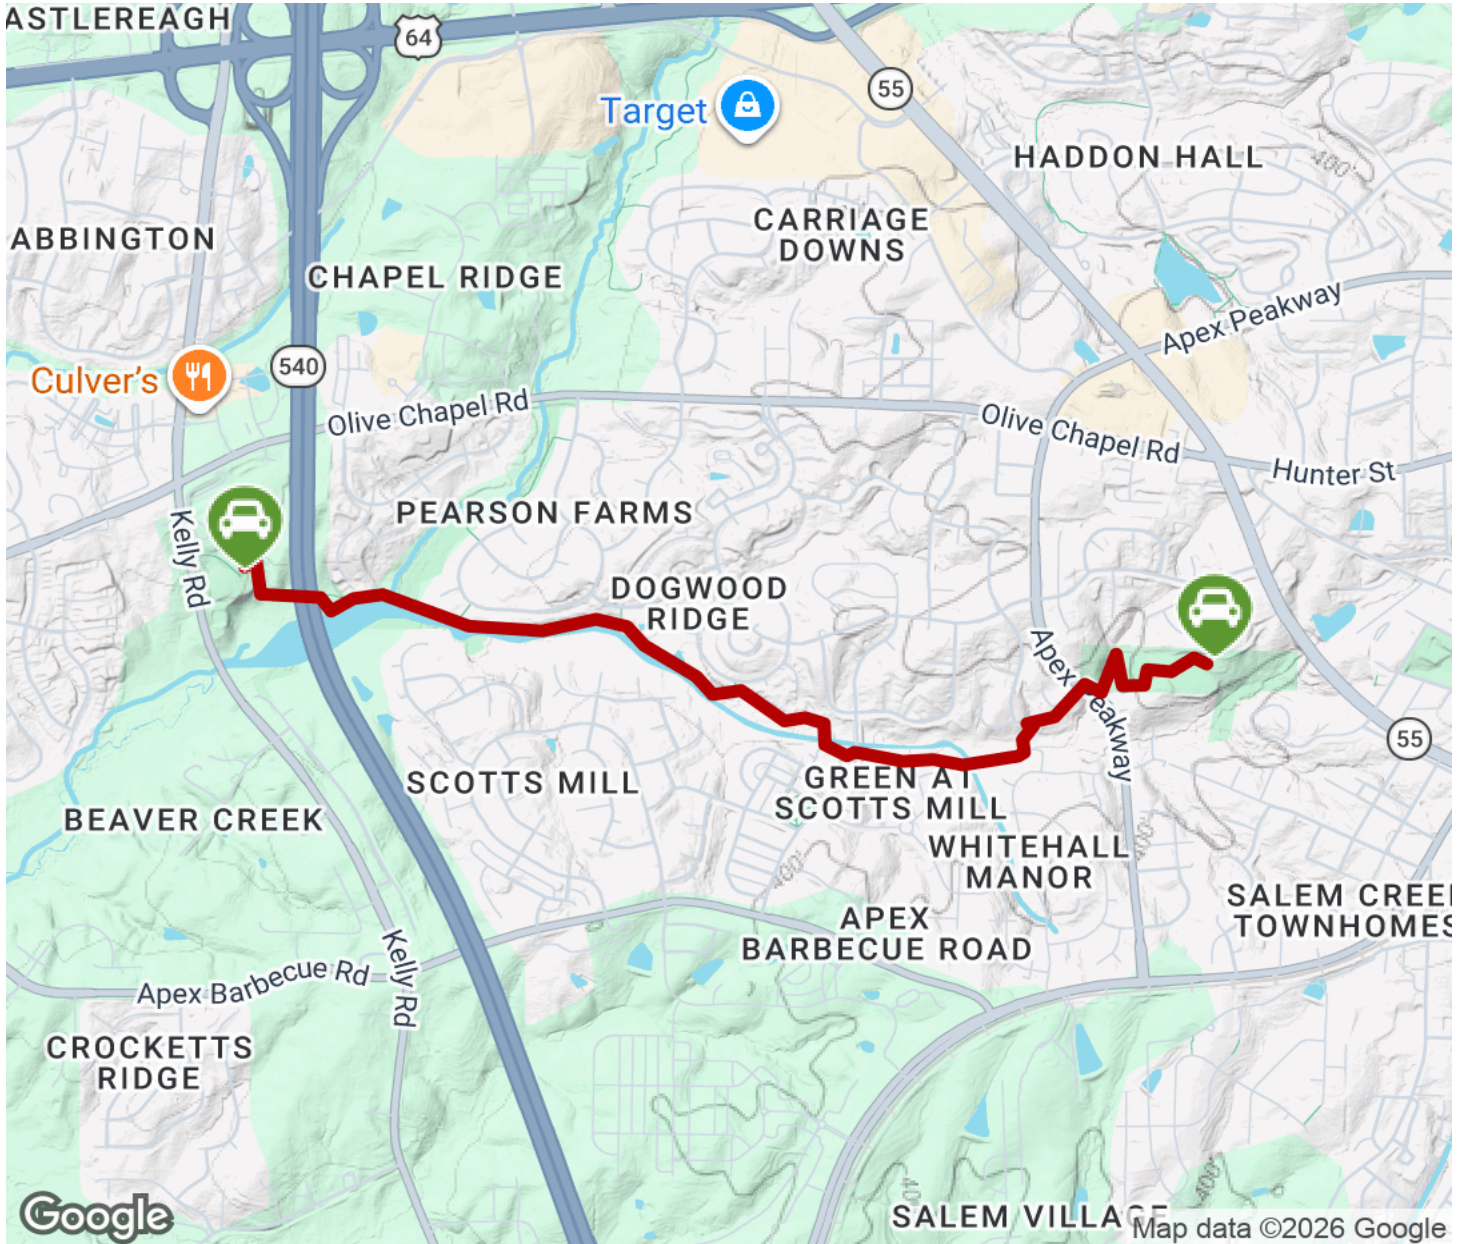 ASTLEREAGH
64
55
Target
HADDON HALL
400'
CARRIAGE
DOWNS
ABBINGTON
CHAPEL RIDGE
Apex Peakway
540
Culver's
Olive Chapel Rd
Olive Chapel Rd
Hunter St
PEARSON FARMS
Kelly Rd
DOGWOOD
RIDGE
Apex Peakway
55
SCOTTS MILL
GREEN AT
SCOTTS MILL
BEAVER CREEK
400'
WHITEHALL
MANOR
SALEM CREE
TOWNHOMES
APEX
BARBECUE ROAD
Kelly Rd
Apex Barbecue Rd
CROCKETTS
RIDGE
400'
SALEM VILLAGE
Google
Map data ©2026 Google